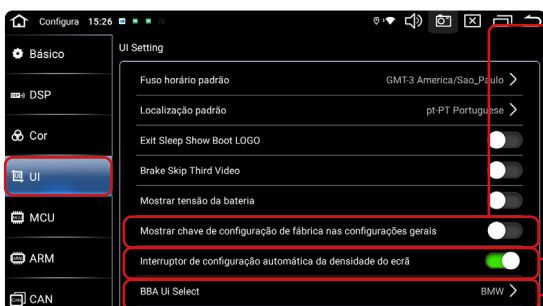 Configura 15:26
UI Setting
Básico
DSP
Cor
UI
MCU
ARM
CAN
Fuso horário padrão GMT-3 America/Sao_Paulo
Localização padrão pt-PT Portuguese
Exit Sleep Show Boot LOGO
Brake Skip Third Video
Mostrar tensão da bateria
Mostrar chave de configuração de fábrica nas configurações gerais
Interruptor de configuração automática da densidade do ecrã
BBA Ui Select BMW